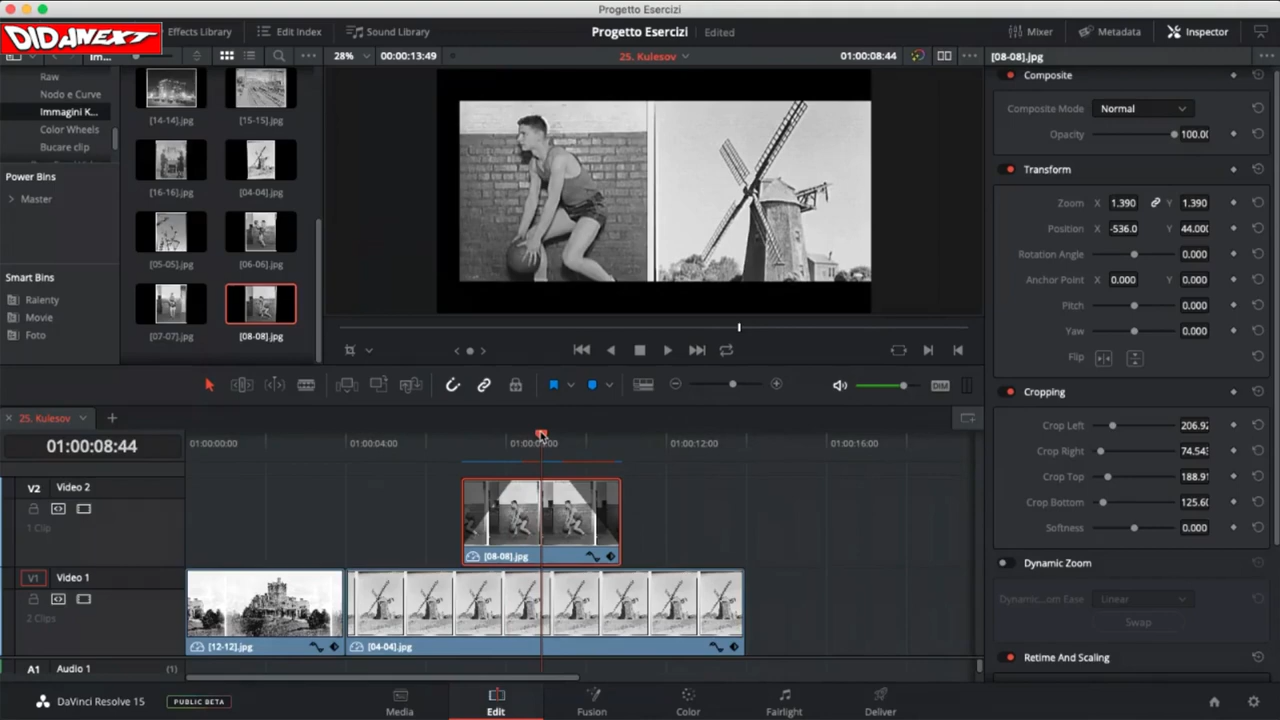 Progetto Esercizi
DIDANEXT
Effects Library
Edit Index
Sound Library
Progetto Esercizi
Edited
Mixer
Metadata
Inspector
Im...
28%
00:00:13:49
25. Kulesov
01:00:08:44
[08-08].jpg
Raw
Nodo e Curve
Immagini K...
Color Wheels
Bucare clip
Power Bins
Master
Smart Bins
Ralenty
Movie
Foto
[14-14].jpg
[15-15].jpg
[16-16].jpg
[04-04].jpg
[05-05].jpg
[06-06].jpg
[07-07].jpg
[08-08].jpg
Composite
Composite Mode
Normal
Opacity
100.00
Transform
Zoom X 1.390 Y 1.390
Position X -536.0 Y 44.000
Rotation Angle 0.000
Anchor Point X 0.000 Y 0.000
Pitch 0.000
Yaw 0.000
Flip
Cropping
Crop Left 206.92
Crop Right 74.543
Crop Top 188.91
Crop Bottom 125.60
Softness 0.000
Dynamic Zoom
Dynamic...om Ease Linear
Swap
Retime And Scaling
DIM
25. Kulesov
01:00:08:44
01:00:00:00
01:00:04:00
01:00:12:00
01:00:16:00
V2 Video 2
1 Clip
[08-08].jpg
V1 Video 1
2 Clips
[12-12].jpg
[04-04].jpg
A1 Audio 1 (1)
DaVinci Resolve 15
PUBLIC BETA
Media
Edit
Fusion
Color
Fairlight
Deliver